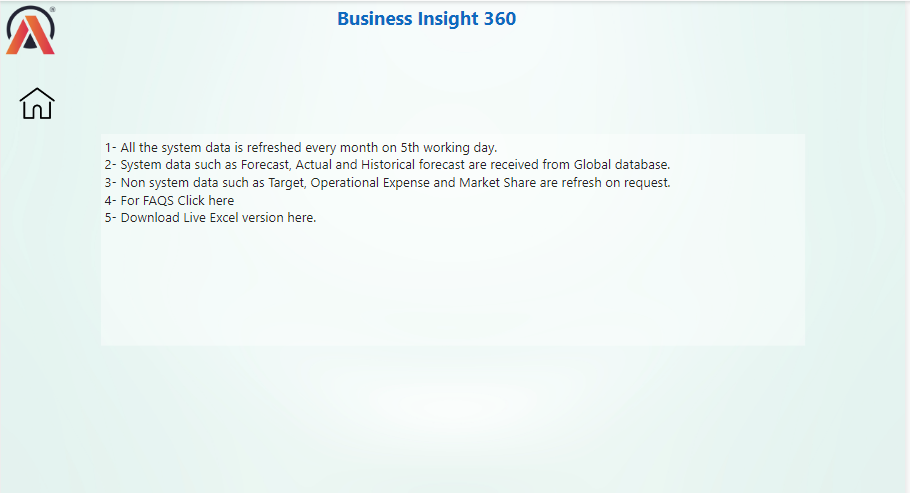 Business Insight 360
1- All the system data is refreshed every month on 5th working day.
2- System data such as Forecast, Actual and Historical forecast are received from Global database.
3- Non system data such as Target, Operational Expense and Market Share are refresh on request.
4- For FAQS Click here
5- Download Live Excel version here.